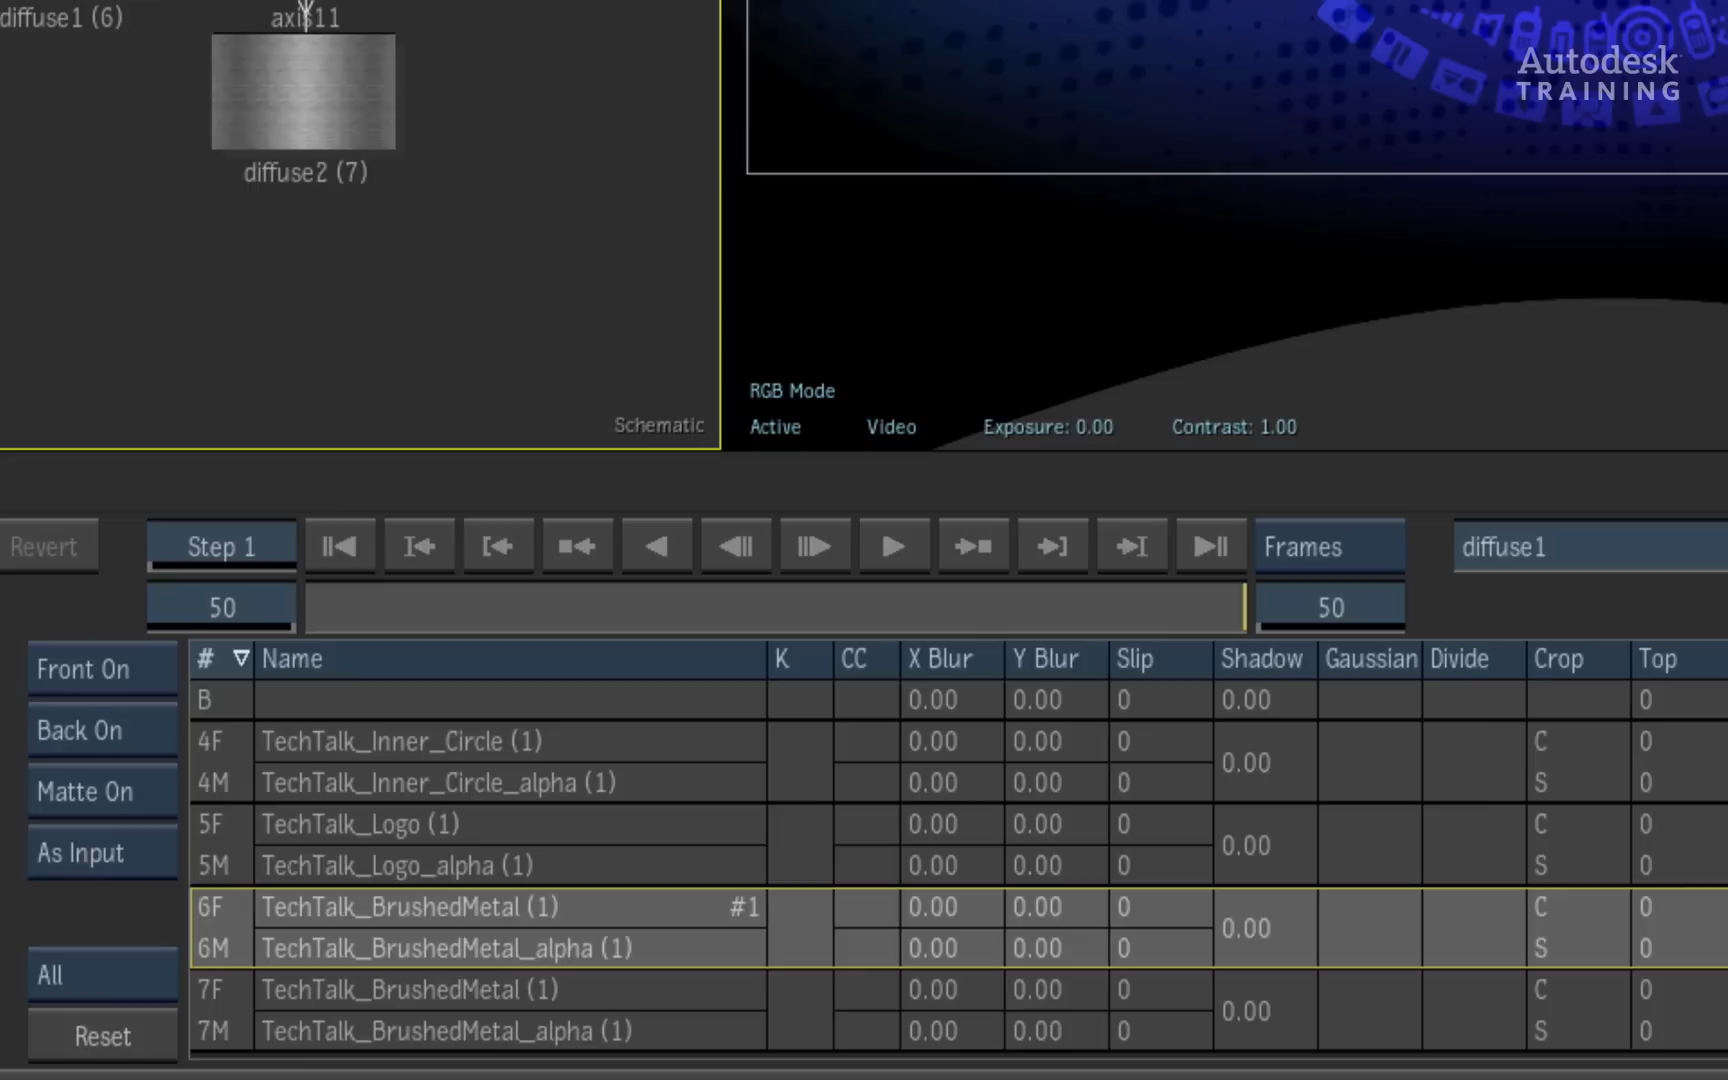 diffuse1 (6)
axis11
diffuse2 (7)
Schematic
Autodesk
TRAINING
RGB Mode
Active Video Exposure: 0.00 Contrast: 1.00
Revert Step 1 Frames diffuse1
50 50
Front On
Back On
Matte On
As Input
All
Reset
# Name K CC X Blur Y Blur Slip Shadow Gaussian Divide Crop Top
B 0.00 0.00 0 0.00 0
4F TechTalk_Inner_Circle (1) 0.00 0.00 0 C 0
0.00
4M TechTalk_Inner_Circle_alpha (1) 0.00 0.00 0 S 0
5F TechTalk_Logo (1) 0.00 0.00 0 C 0
0.00
5M TechTalk_Logo_alpha (1) 0.00 0.00 0 S 0
6F TechTalk_BrushedMetal (1) #1 0.00 0.00 0 C 0
0.00
6M TechTalk_BrushedMetal_alpha (1) 0.00 0.00 0 S 0
7F TechTalk_BrushedMetal (1) 0.00 0.00 0 C 0
0.00
7M TechTalk_BrushedMetal_alpha (1) 0.00 0.00 0 S 0